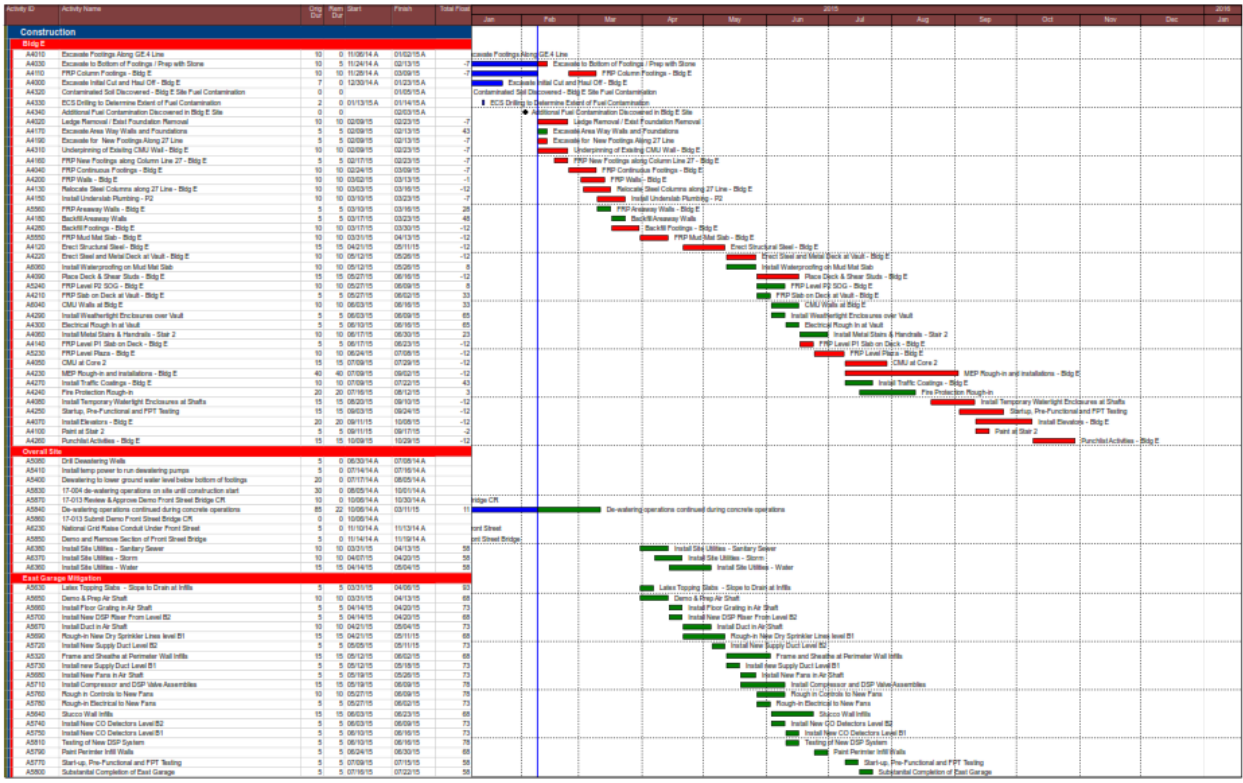 Activity ID Activity Name Orig Dur Rem Dur Start Finish Total Float 2015 2016
Jan Feb Mar Apr May Jun Jul Aug Sep Oct Nov Dec Jan
Construction
Bldg E
A4010 Excavate Footings Along GE.4 Line 10 0 11/06/14 A 01/02/15 A
A4030 Excavate to Bottom of Footings / Prep with Stone 10 5 11/24/14 A 02/13/15 -7
A4110 FRP Column Footings - Bldg E 10 10 11/26/14 A 03/09/15 -7
A4000 Excavate Initial Cut and Haul Off - Bldg E 7 0 12/30/14 A 01/23/15 A
A4320 Contaminated Soil Discovered - Bldg E Site Fuel Contamination 0 0 01/05/15 A
A4330 ECS Drilling to Determine Extent of Fuel Contamination 2 0 01/13/15 A 01/14/15 A
A4340 Additional Fuel Contamination Discovered in Bldg E Site 0 0 02/03/15 A
A4020 Ledge Removal / Exist Foundation Removal 10 10 02/09/15 02/23/15 -7
A4170 Excavate Area Way Walls and Foundations 5 5 02/09/15 02/13/15 43
A4190 Excavate for New Footings Along 27 Line 5 5 02/09/15 02/13/15 -7
A4310 Underpinning of Existing CMU Wall - Bldg E 10 10 02/09/15 02/23/15 -7
A4160 FRP New Footings along Column Line 27 - Bldg E 5 5 02/17/15 02/23/15 -7
A4040 FRP Continuous Footings - Bldg E 10 10 02/24/15 03/09/15 -7
A4200 FRP Walls - Bldg E 10 10 03/02/15 03/13/15 -1
A4130 Relocate Steel Columns along 27 Line - Bldg E 10 10 03/03/15 03/16/15 -12
A4150 Install Underslab Plumbing - P2 10 10 03/10/15 03/23/15 -7
A5560 FRP Areaway Walls - Bldg E 5 5 03/10/15 03/16/15 28
A4180 Backfill Areaway Walls 5 5 03/17/15 03/23/15 48
A4280 Backfill Footings - Bldg E 10 10 03/17/15 03/30/15 -12
A5550 FRP Mud Mat Slab - Bldg E 10 10 03/31/15 04/13/15 -12
A4120 Erect Structural Steel - Bldg E 15 15 04/21/15 05/11/15 -12
A4220 Erect Steel and Metal Deck at Vault - Bldg E 10 10 05/12/15 05/26/15 -12
A6060 Install Waterproofing on Mud Mat Slab 10 10 05/12/15 05/26/15 8
A4090 Place Deck & Shear Studs - Bldg E 15 15 05/27/15 06/16/15 -12
A5240 FRP Level P2 SOG - Bldg E 10 10 05/27/15 06/09/15 8
A4210 FRP Slab on Deck at Vault - Bldg E 5 5 05/27/15 06/02/15 33
A6040 CMU Walls at Bldg E 10 10 06/03/15 06/16/15 33
A4290 Install Weathertight Enclosures over Vault 5 5 06/03/15 06/09/15 65
A4300 Electrical Rough In at Vault 5 5 06/10/15 06/16/15 65
A4060 Install Metal Stairs & Handrails - Stair 2 10 10 06/17/15 06/30/15 23
A4140 FRP Level P1 Slab on Deck - Bldg E 5 5 06/17/15 06/23/15 -12
A5230 FRP Level Plaza - Bldg E 10 10 06/24/15 07/08/15 -12
A4050 CMU at Core 2 15 15 07/09/15 07/29/15 -12
A4230 MEP Rough-in and installations - Bldg E 40 40 07/09/15 09/02/15 -12
A4270 Install Traffic Coatings - Bldg E 10 10 07/09/15 07/22/15 43
A4240 Fire Protection Rough-in 20 20 07/16/15 08/12/15 3
A4080 Install Temporary Watertight Enclosures at Shafts 15 15 08/20/15 09/10/15 -12
A4250 Startup, Pre-Functional and FPT Testing 15 15 09/03/15 09/24/15 -12
A4070 Install Elevators - Bldg E 20 20 09/11/15 10/08/15 -12
A4100 Paint at Stair 2 5 5 09/11/15 09/17/15 -2
A4260 Punchlist Activities - Bldg E 15 15 10/09/15 10/29/15 -12
Overall Site
A5080 Drill Dewatering Wells 5 0 06/30/14 A 07/08/14 A
A5410 Install temp power to run dewatering pumps 5 0 07/14/14 A 07/16/14 A
A5400 Dewatering to lower ground water level below bottom of footings 20 0 07/17/14 A 08/05/14 A
A5830 17-004 de-watering operations on site until construction start 30 0 08/05/14 A 10/01/14 A
A5870 17-013 Review & Approve Demo Front Street Bridge CR 10 0 10/06/14 A 10/30/14 A
A5840 De-watering operations continued during concrete operations 85 22 10/06/14 A 03/11/15 11
A5860 17-013 Submit Demo Front Street Bridge CR 0 0 10/06/14 A
A6230 National Grid Raise Conduit Under Front Street 5 0 11/10/14 A 11/13/14 A
A5850 Demo and Remove Section of Front Street Bridge 5 0 11/14/14 A 11/19/14 A
A6380 Install Site Utilities - Sanitary Sewer 10 10 03/31/15 04/13/15 58
A6370 Install Site Utilities - Storm 10 10 04/07/15 04/20/15 58
A6360 Install Site Utilities - Water 15 15 04/14/15 05/04/15 58
East Garage Mitigation
A5630 Latex Topping Slabs - Slope to Drain at Infills 5 5 03/31/15 04/06/15 93
A5650 Demo & Prep Air Shaft 10 10 03/31/15 04/13/15 68
A5660 Install Floor Grating in Air Shaft 5 5 04/14/15 04/20/15 73
A5700 Install New DSP Riser From Level B2 5 5 04/14/15 04/20/15 68
A5670 Install Duct in Air Shaft 10 10 04/21/15 05/04/15 73
A5690 Rough-in New Dry Sprinkler Lines level B1 15 15 04/21/15 05/11/15 68
A5720 Install New Supply Duct Level B2 5 5 05/05/15 05/11/15 73
A5320 Frame and Sheathe at Perimeter Wall Infills 15 15 05/12/15 06/02/15 68
A5730 Install new Supply Duct Level B1 5 5 05/12/15 05/18/15 73
A5680 Install New Fans in Air Shaft 5 5 05/19/15 05/26/15 73
A5710 Install Compressor and DSP Valve Assemblies 15 15 05/19/15 06/09/15 78
A5760 Rough in Controls to New Fans 10 10 05/27/15 06/09/15 73
A5780 Rough-in Electrical to New Fans 5 5 05/27/15 06/02/15 73
A5640 Stucco Wall Infills 15 15 06/03/15 06/23/15 68
A5740 Install New CO Detectors Level B2 5 5 06/03/15 06/09/15 73
A5750 Install New CO Detectors Level B1 5 5 06/10/15 06/16/15 73
A5810 Testing of New DSP System 5 5 06/10/15 06/16/15 78
A5790 Paint Perimter Infill Walls 5 5 06/24/15 06/30/15 68
A5770 Start-up, Pre-Functional and FPT Testing 5 5 07/09/15 07/15/15 58
A5800 Substantial Completion of East Garage 5 5 07/16/15 07/22/15 58